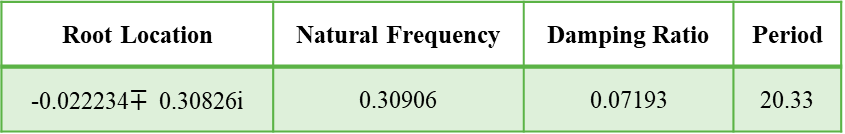 Root Location Natural Frequency Damping Ratio Period
-0.022234∓ 0.30826i 0.30906 0.07193 20.33